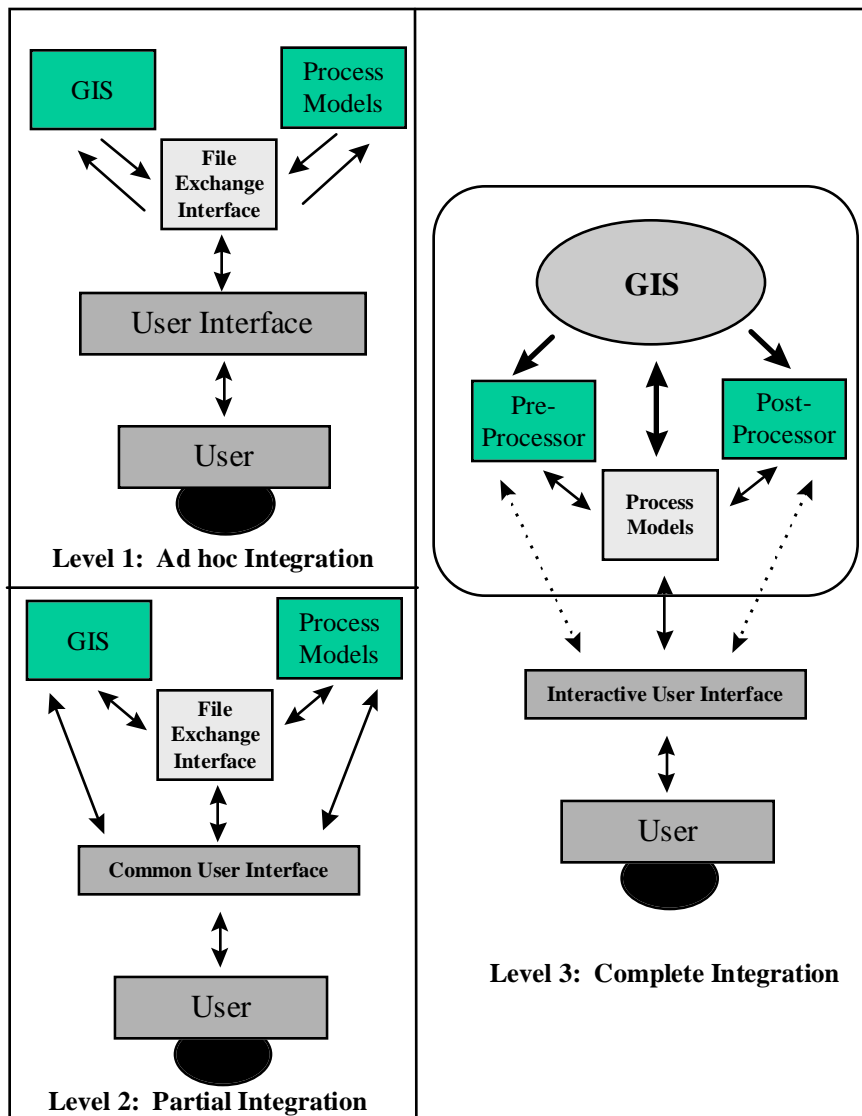 GIS
Process
Models
File
Exchange
Interface
User Interface
User
Level 1:  Ad hoc Integration
GIS
Process
Models
File
Exchange
Interface
Common User Interface
User
Level 2:  Partial Integration
GIS
Pre-
Processor
Post-
Processor
Process
Models
Interactive User Interface
User
Level 3:  Complete Integration